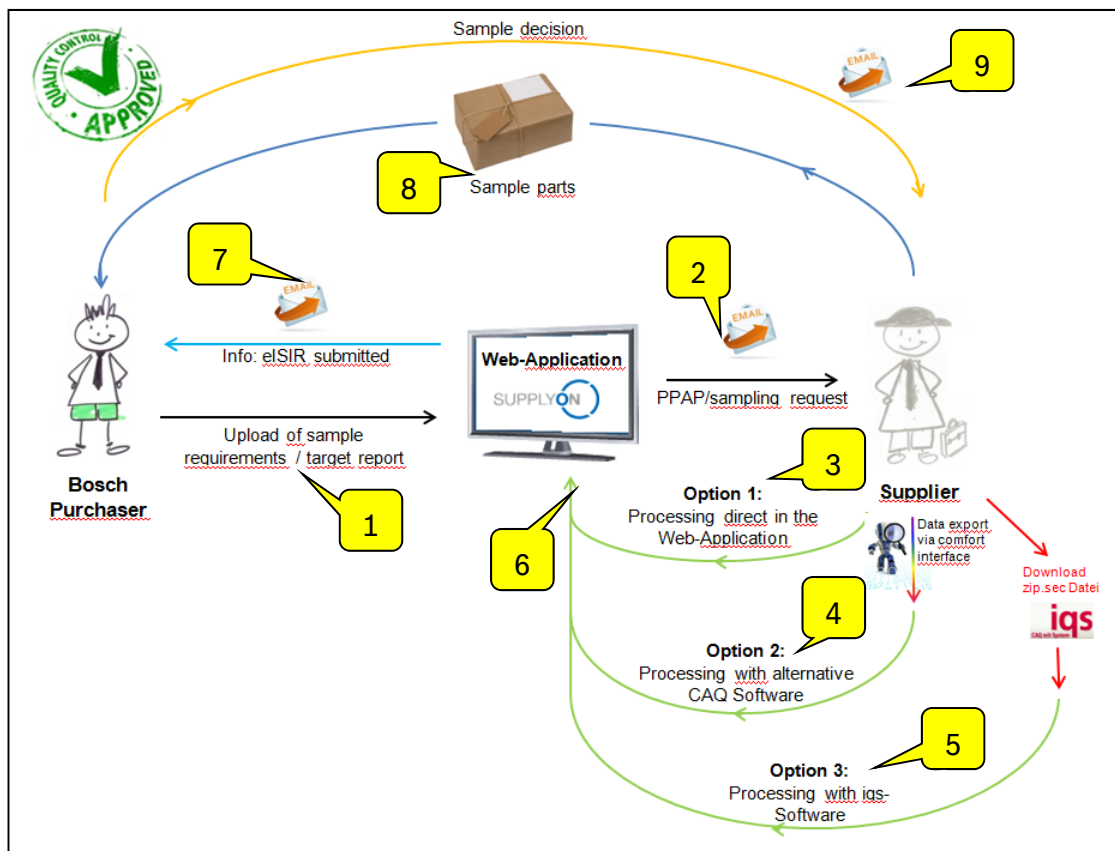 Sample decision
QUALITY CONTROL
APPROVED
EMAIL
9
8
Sample parts
7
EMAIL
2
EMAIL
Info: eISIR submitted
Web-Application
SUPPLYON
PPAP/sampling request
Upload of sample
requirements / target report
Bosch
Purchaser
1
Supplier
3
Option 1:
Processing direct in the
Web-Application
6
Data export
via comfort
interface
Download
zip.sec Datei
iqs
CAQ mit System
4
Option 2:
Processing with alternative
CAQ Software
5
Option 3:
Processing with iqs-
Software